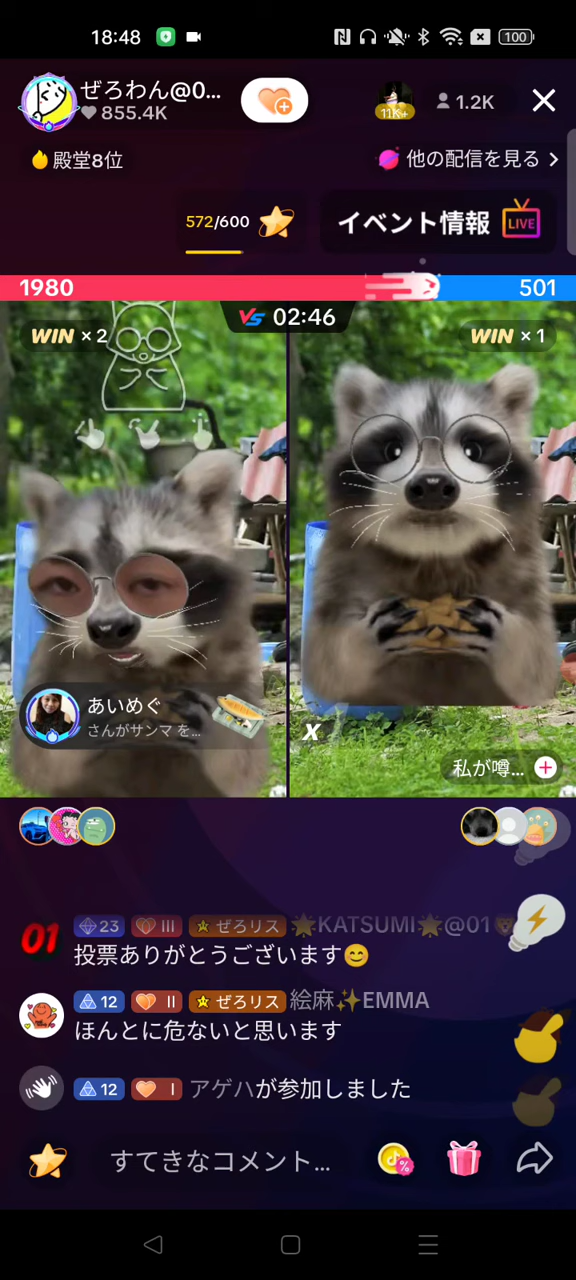 18:48
100
ぜろわん@0...
855.4K
11K+
1.2K
殿堂8位
他の配信を見る
572/600
イベント情報
LIVE
1980
501
VS 02:46
WIN × 2
WIN × 1
あいめぐ
さんがサンマ を...
X
私が噂...
01
23
III
ぜろリス
KATSUMI
@01
投票ありがとうございます
12
II
ぜろリス
絵麻✨EMMA
ほんとに危ないと思います
12
I
アゲハが参加しました
すてきなコメント...